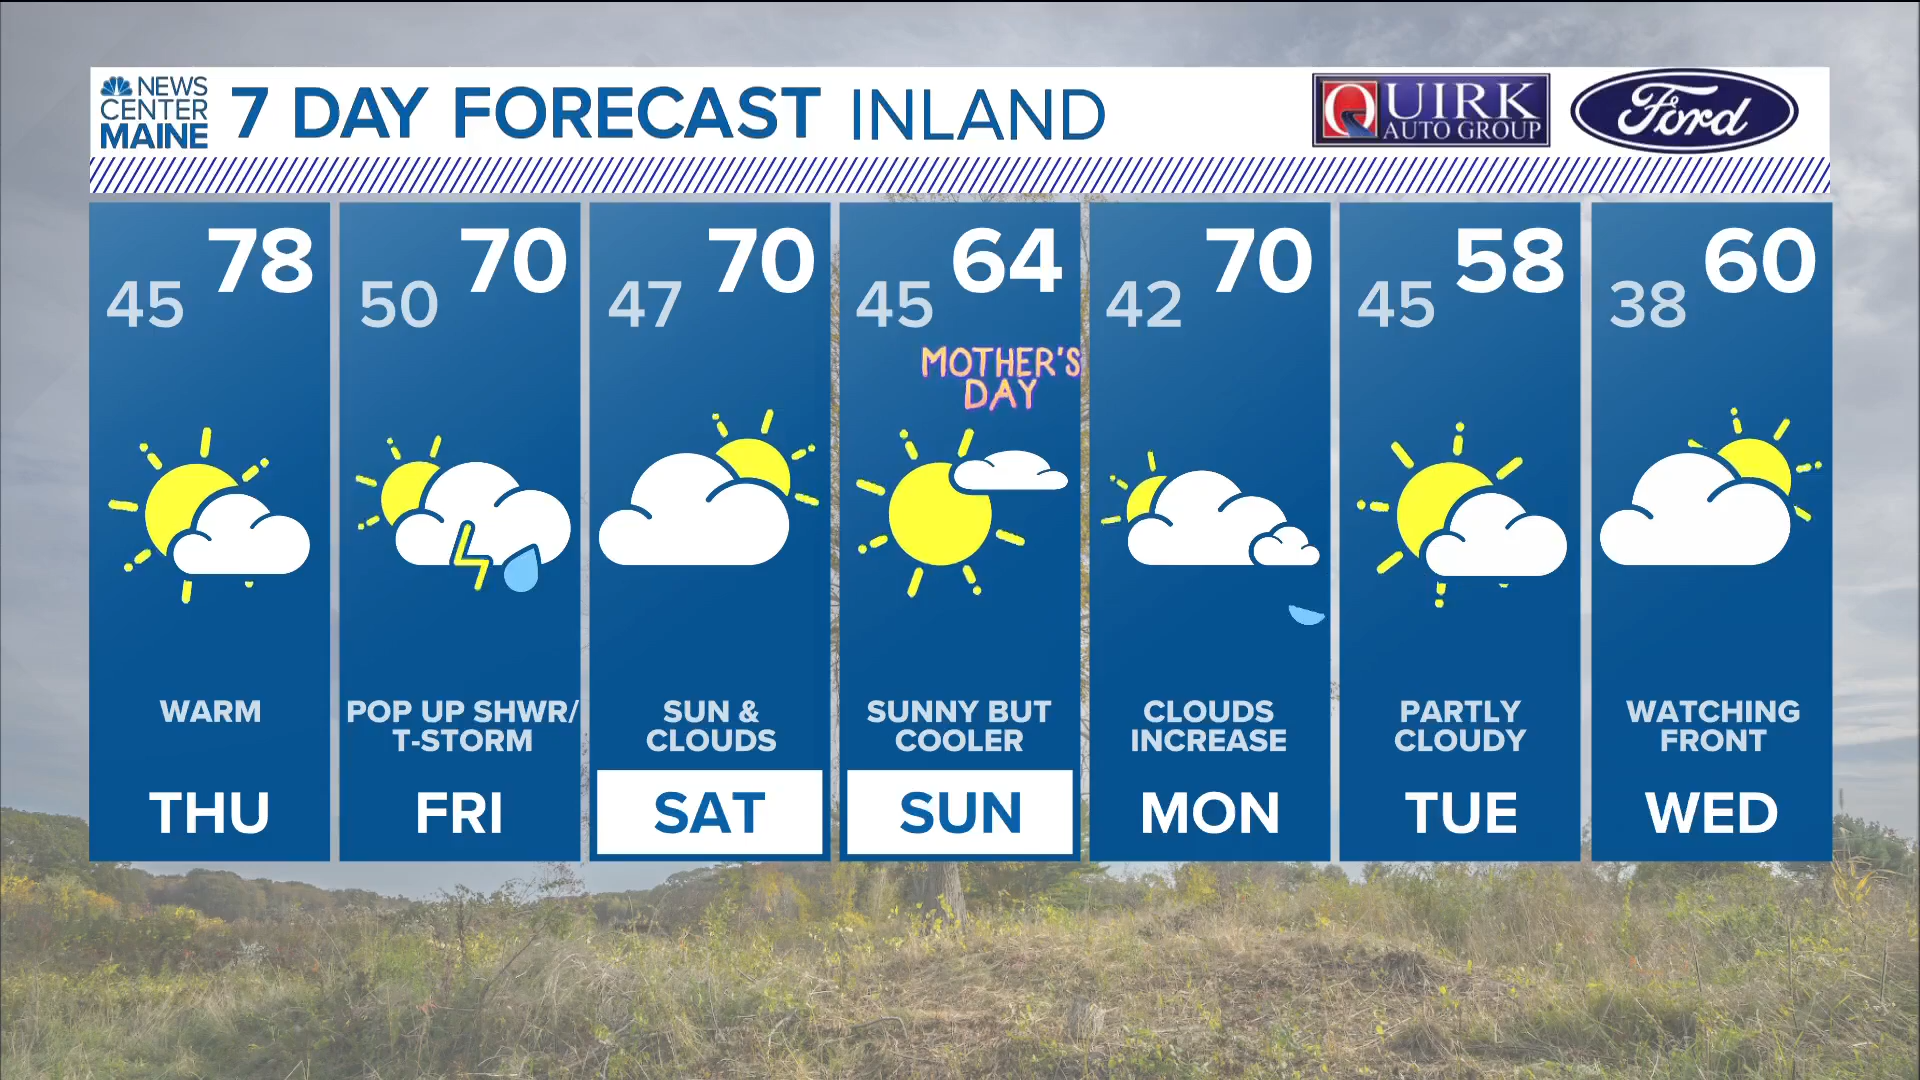 NEWS
CENTER
MAINE
7 DAY FORECAST INLAND
QUIRK
AUTO GROUP
Ford
45 78
WARM
THU
50 70
POP UP SHWR/
T-STORM
FRI
47 70
SUN &
CLOUDS
SAT
45 64
MOTHER'S
DAY
SUNNY BUT
COOLER
SUN
42 70
CLOUDS
INCREASE
MON
45 58
PARTLY
CLOUDY
TUE
38 60
WATCHING
FRONT
WED